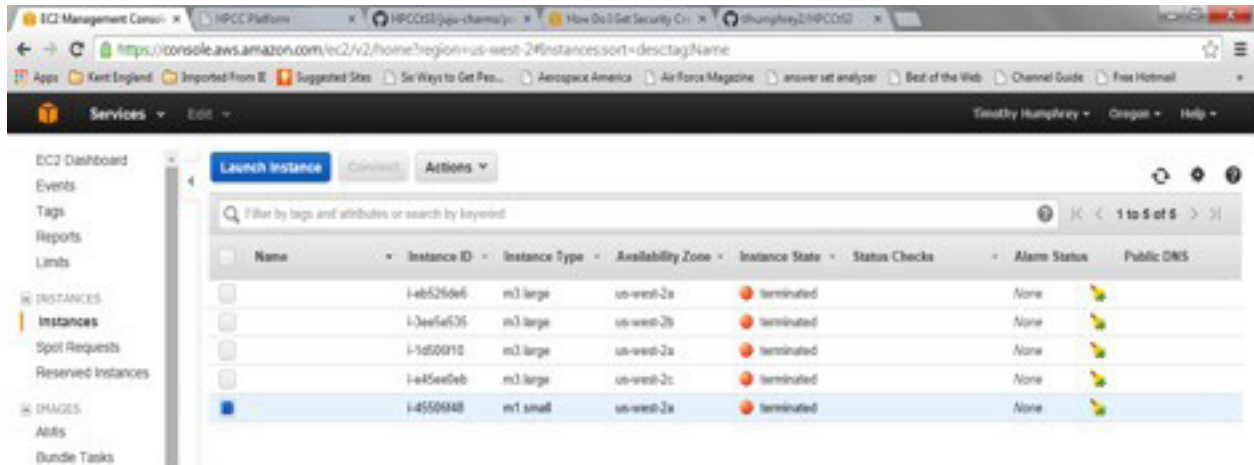 EC2 Management Consol × HPCC Platform × HPCC × How Do I Get Security Cr × thumphrey2/HPCC ×
https://console.aws.amazon.com/ec2/v2/home?region=us-west-2#Instances:sort=desc:tag:Name
Apps Kent England Imported From IE Suggested Sites Six Ways to Get Peo... Aerospace America Air Force Magazine answer set analyzer Best of the Web Channel Guide Free Hotmail
Services Edit Timothy Humphrey Oregon Help
EC2 Dashboard
Events
Tags
Reports
Limits
INSTANCES
Instances
Spot Requests
Reserved Instances
IMAGES
AMIs
Bundle Tasks
Launch Instance Connect Actions
Filter by tags and attributes or search by keyword 1 to 5 of 5
Name Instance ID Instance Type Availability Zone Instance State Status Checks Alarm Status Public DNS
m3.large us-west-2a terminated None
i-3ee5a535 m3.large us-west-2b terminated None
m3.large us-west-2a terminated None
i-e45ee0eb m3.large us-west-2c terminated None
m1.small us-west-2a terminated None